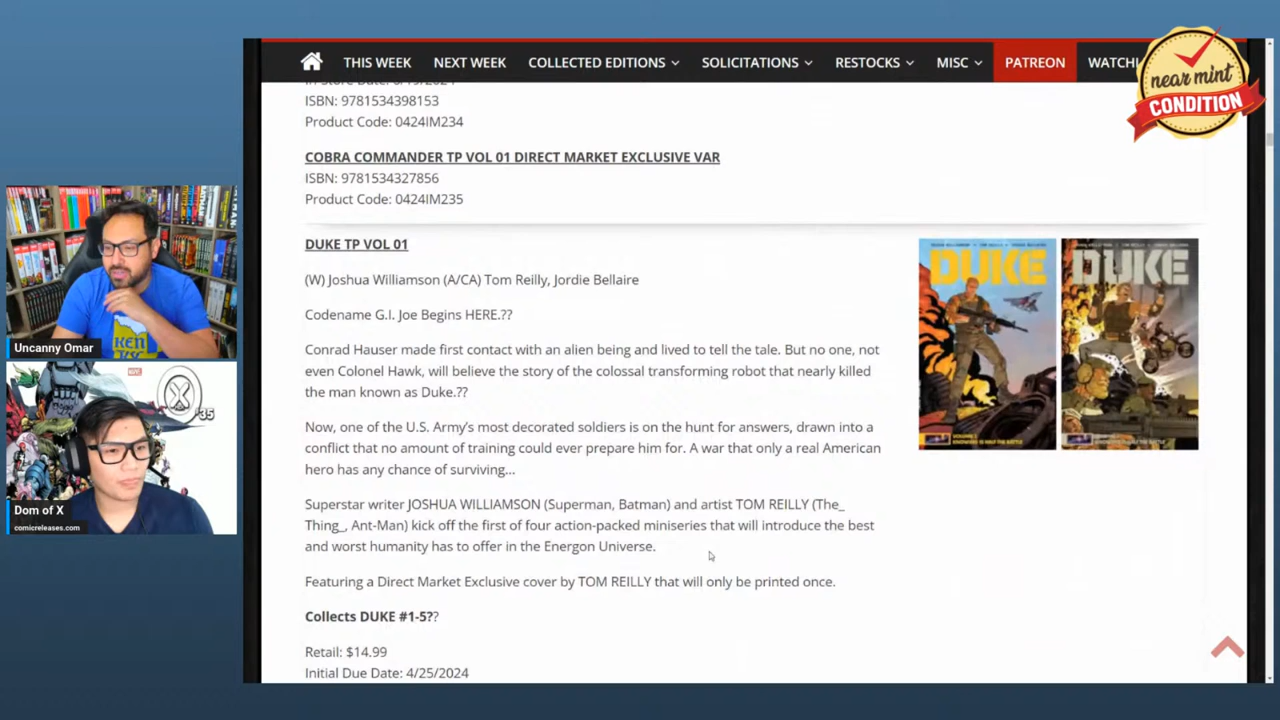 THIS WEEK
NEXT WEEK
COLLECTED EDITIONS
SOLICITATIONS
RESTOCKS
MISC
PATREON
near mint
CONDITION
ISBN: 9781534398153
Product Code: 0424IM234
COBRA COMMANDER TP VOL 01 DIRECT MARKET EXCLUSIVE VAR
ISBN: 9781534327856
Product Code: 0424IM235
DUKE TP VOL 01
(W) Joshua Williamson (A/CA) Tom Reilly, Jordie Bellaire
Codename G.I. Joe Begins HERE.??
Conrad Hauser made first contact with an alien being and lived to tell the tale. But no one, not
even Colonel Hawk, will believe the story of the colossal transforming robot that nearly killed
the man known as Duke.??
Now, one of the U.S. Army's most decorated soldiers is on the hunt for answers, drawn into a
conflict that no amount of training could ever prepare him for. A war that only a real American
hero has any chance of surviving...
Superstar writer JOSHUA WILLIAMSON (Superman, Batman) and artist TOM REILLY (The_
Thing_, Ant-Man) kick off the first of four action-packed miniseries that will introduce the best
and worst humanity has to offer in the Energon Universe.
Featuring a Direct Market Exclusive cover by TOM REILLY that will only be printed once.
Collects DUKE #1-5??
Retail: $14.99
Initial Due Date: 4/25/2024
DUKE
DUKE
Uncanny Omar
MARVEL
#35
Dom of X
comicreleases.com